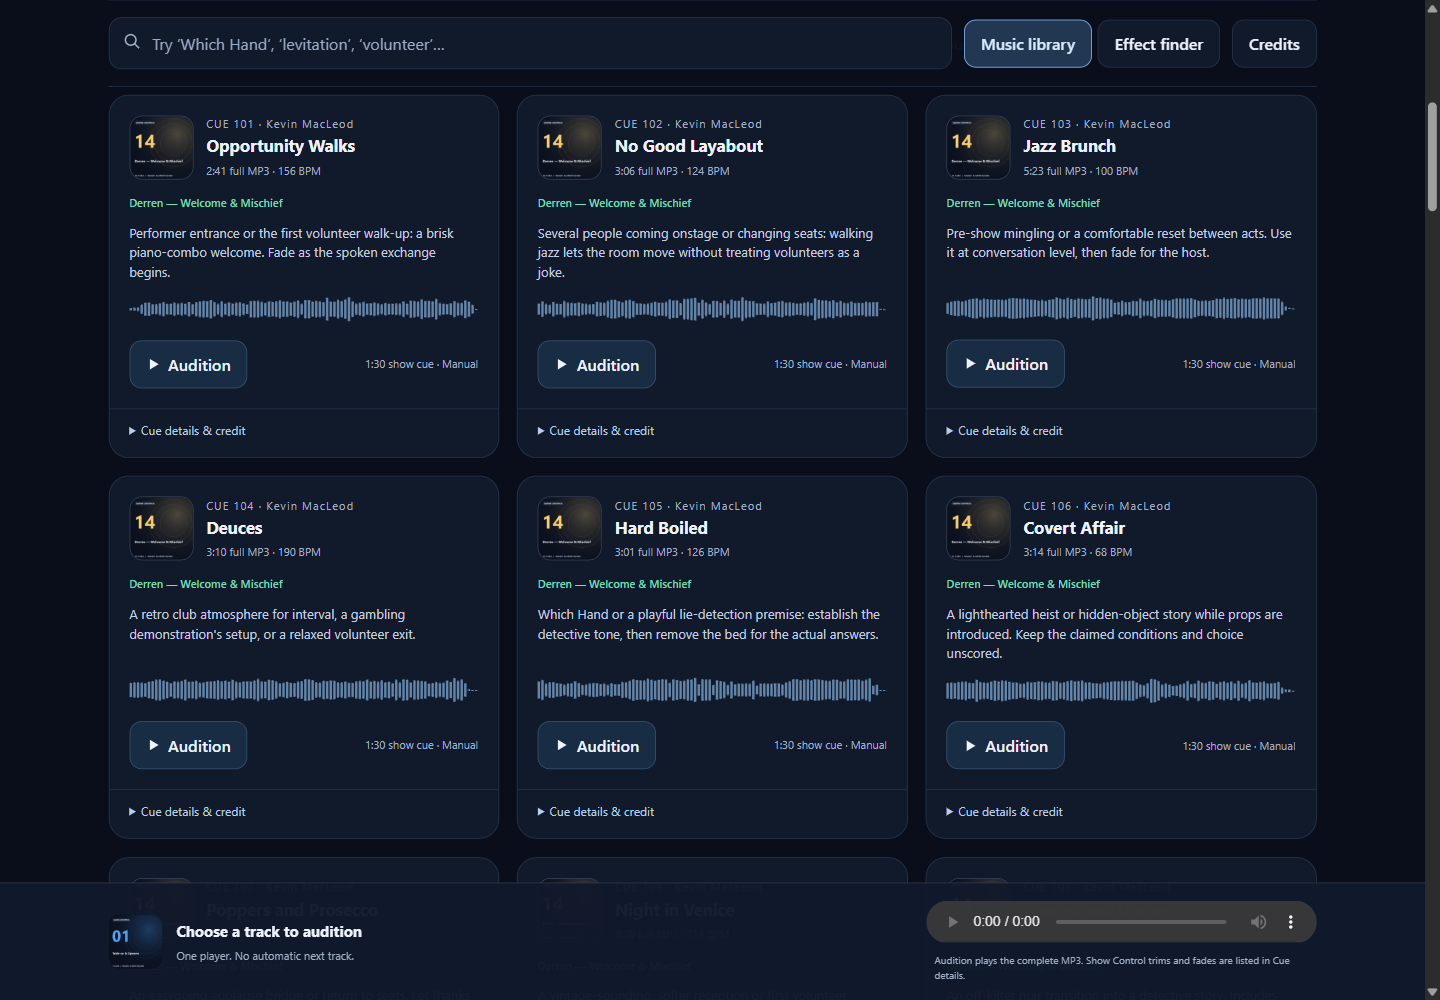 Try ‘Which Hand’, ‘levitation’, ‘volunteer’...
Music library
Effect finder
Credits
14
CUE 101 · Kevin MacLeod
Opportunity Walks
2:41 full MP3 · 156 BPM
Derren — Welcome & Mischief
Performer entrance or the first volunteer walk-up: a brisk
piano-combo welcome. Fade as the spoken exchange
begins.
Audition
1:30 show cue · Manual
Cue details & credit
14
CUE 102 · Kevin MacLeod
No Good Layabout
3:06 full MP3 · 124 BPM
Derren — Welcome & Mischief
Several people coming onstage or changing seats: walking
jazz lets the room move without treating volunteers as a
joke.
Audition
1:30 show cue · Manual
Cue details & credit
14
CUE 103 · Kevin MacLeod
Jazz Brunch
5:23 full MP3 · 100 BPM
Derren — Welcome & Mischief
Pre-show mingling or a comfortable reset between acts. Use
it at conversation level, then fade for the host.
Audition
1:30 show cue · Manual
Cue details & credit
14
CUE 104 · Kevin MacLeod
Deuces
3:10 full MP3 · 190 BPM
Derren — Welcome & Mischief
A retro club atmosphere for interval, a gambling
demonstration's setup, or a relaxed volunteer exit.
Audition
1:30 show cue · Manual
Cue details & credit
14
CUE 105 · Kevin MacLeod
Hard Boiled
3:01 full MP3 · 126 BPM
Derren — Welcome & Mischief
Which Hand or a playful lie-detection premise: establish the
detective tone, then remove the bed for the actual answers.
Audition
1:30 show cue · Manual
Cue details & credit
14
CUE 106 · Kevin MacLeod
Covert Affair
3:14 full MP3 · 68 BPM
Derren — Welcome & Mischief
A lighthearted heist or hidden-object story while props are
introduced. Keep the claimed conditions and choice
unscored.
Audition
1:30 show cue · Manual
Cue details & credit
Poppers and Prosecco
Night in Venice
01
Choose a track to audition
One player. No automatic next track.
0:00 / 0:00
Audition plays the complete MP3. Show Control trims and fades are listed in Cue
details.